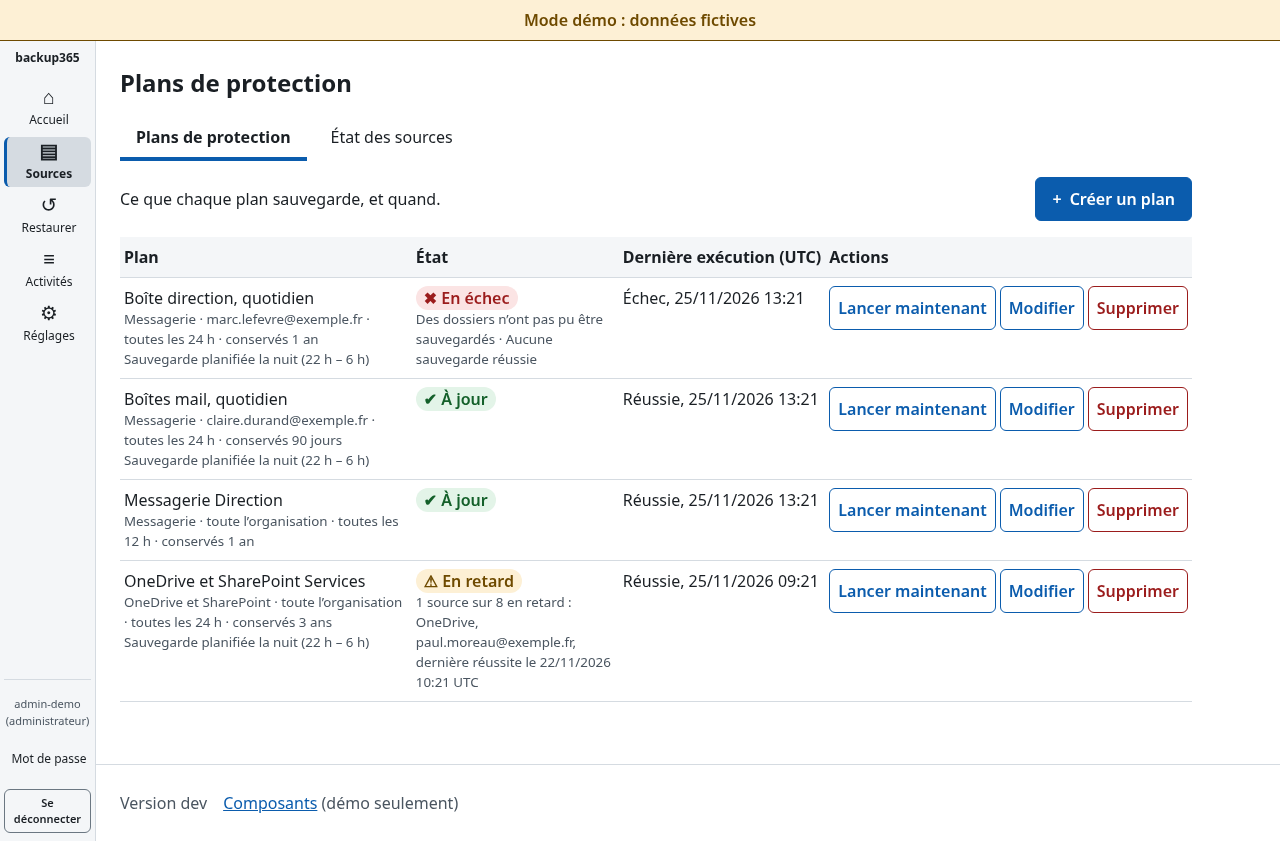 Mode démo : données fictives
backup365
Accueil
Sources
Restaurer
Activités
Réglages
admin-demo
(administrateur)
Mot de passe
Se
déconnecter
Plans de protection
Plans de protection
État des sources
Ce que chaque plan sauvegarde, et quand.
+ Créer un plan
Plan État Dernière exécution (UTC) Actions
Boîte direction, quotidien
Messagerie · marc.lefevre@exemple.fr ·
toutes les 24 h · conservés 1 an
Sauvegarde planifiée la nuit (22 h – 6 h)
✖ En échec
Des dossiers n’ont pas pu être
sauvegardés · Aucune
sauvegarde réussie
Échec, 25/11/2026 13:21
Lancer maintenant Modifier Supprimer
Boîtes mail, quotidien
Messagerie · claire.durand@exemple.fr ·
toutes les 24 h · conservés 90 jours
Sauvegarde planifiée la nuit (22 h – 6 h)
✔ À jour
Réussie, 25/11/2026 13:21
Lancer maintenant Modifier Supprimer
Messagerie Direction
Messagerie · toute l’organisation · toutes les
12 h · conservés 1 an
✔ À jour
Réussie, 25/11/2026 13:21
Lancer maintenant Modifier Supprimer
OneDrive et SharePoint Services
OneDrive et SharePoint · toute l’organisation
· toutes les 24 h · conservés 3 ans
Sauvegarde planifiée la nuit (22 h – 6 h)
⚠ En retard
1 source sur 8 en retard :
OneDrive,
paul.moreau@exemple.fr,
dernière réussite le 22/11/2026
10:21 UTC
Réussie, 25/11/2026 09:21
Lancer maintenant Modifier Supprimer
Version dev Composants (démo seulement)